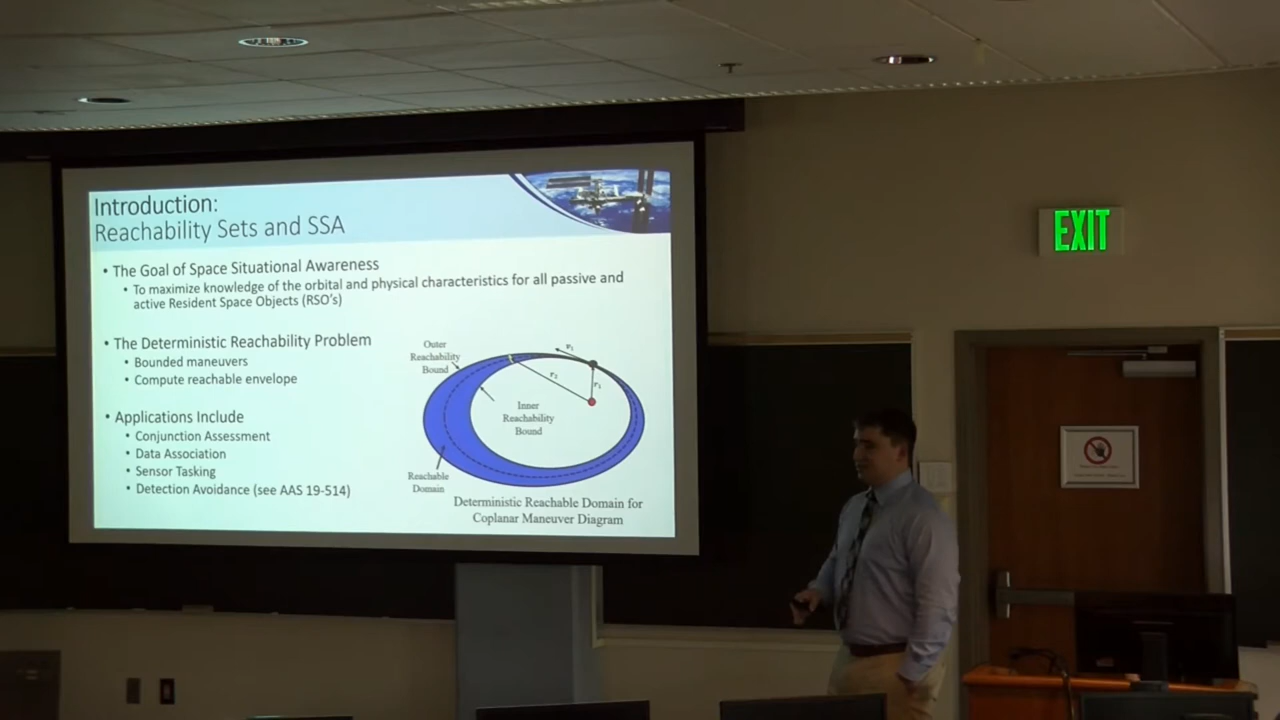 Introduction:
Reachability Sets and SSA
• The Goal of Space Situational Awareness
• To maximize knowledge of the orbital and physical characteristics for all passive and
active Resident Space Objects (RSO's)
• The Deterministic Reachability Problem
• Bounded maneuvers
• Compute reachable envelope
• Applications Include
• Conjunction Assessment
• Data Association
• Sensor Tasking
• Detection Avoidance (see AAS 19-514)
Outer
Reachability
Bound
v₁
r₂
r₁
Inner
Reachability
Bound
Reachable
Domain
Deterministic Reachable Domain for
Coplanar Maneuver Diagram
EXIT